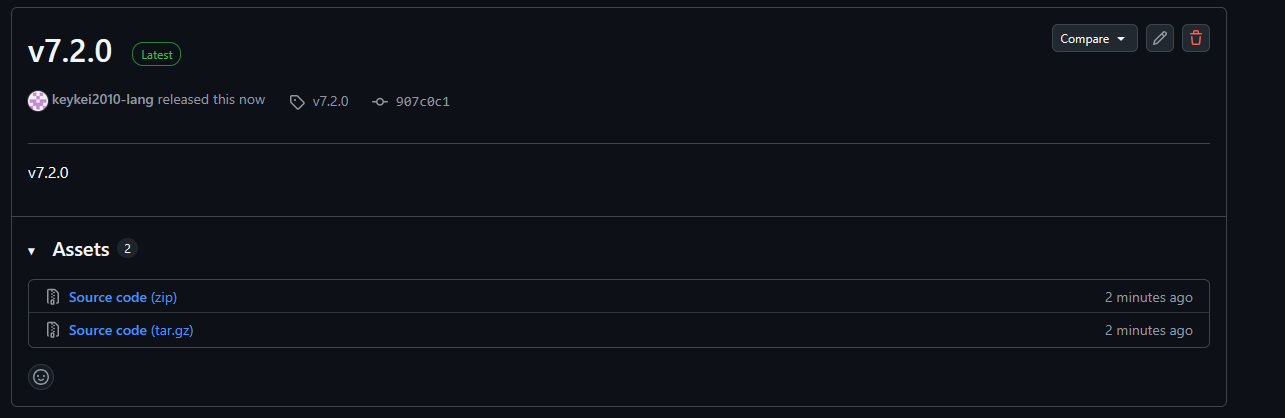 v7.2.0 Latest Compare
keykei2010-lang released this now v7.2.0 907c0c1
v7.2.0
Assets 2
Source code (zip) 2 minutes ago
Source code (tar.gz) 2 minutes ago